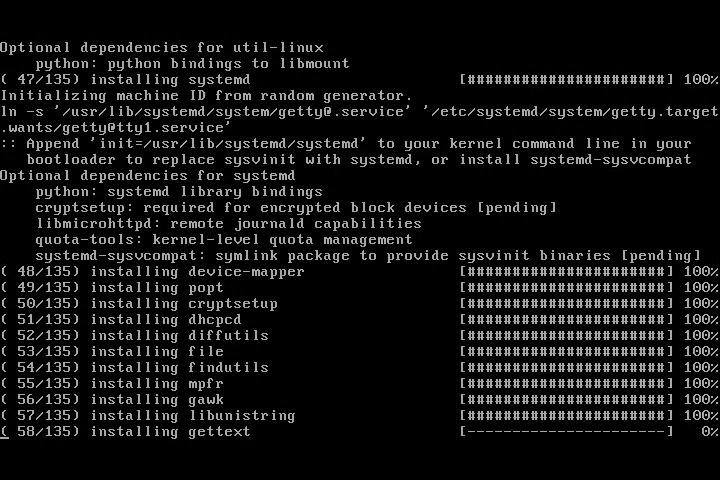 Optional dependencies for util-linux
    python: python bindings to libmount
( 47/135) installing systemd                       [######################] 100%
Initializing machine ID from random generator.
ln -s '/usr/lib/systemd/system/getty@.service' '/etc/systemd/system/getty.target
.wants/getty@tty1.service'
:: Append 'init=/usr/lib/systemd/systemd' to your kernel command line in your
   bootloader to replace sysvinit with systemd, or install systemd-sysvcompat
Optional dependencies for systemd
    python: systemd library bindings
    cryptsetup: required for encrypted block devices [pending]
    libmicrohttpd: remote journald capabilities
    quota-tools: kernel-level quota management
    systemd-sysvcompat: symlink package to provide sysvinit binaries [pending]
( 48/135) installing device-mapper                 [######################] 100%
( 49/135) installing popt                          [######################] 100%
( 50/135) installing cryptsetup                    [######################] 100%
( 51/135) installing dhcpcd                        [######################] 100%
( 52/135) installing diffutils                     [######################] 100%
( 53/135) installing file                          [######################] 100%
( 54/135) installing findutils                     [######################] 100%
( 55/135) installing mpfr                          [######################] 100%
( 56/135) installing gawk                          [######################] 100%
( 57/135) installing libunistring                  [######################] 100%
( 58/135) installing gettext                       [----------------------]   0%